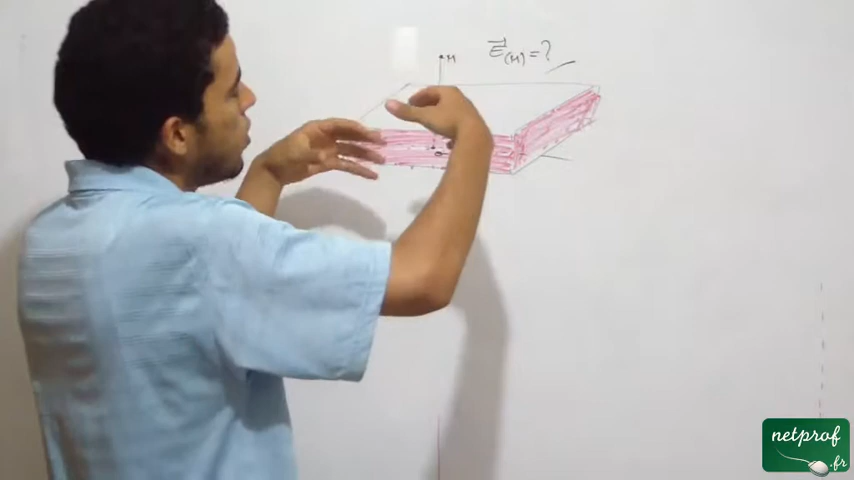 M
E⃗(M)=?
O
netprof
.fr